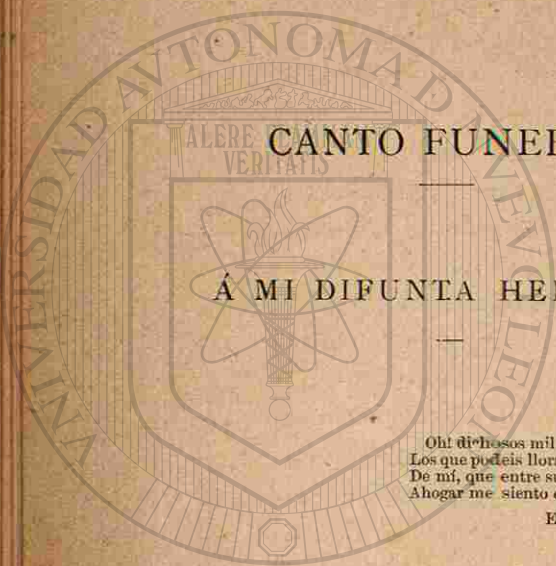 CANTO FUNE
Á MI DIFUNTA HE
Oh! dichosos mil
Los que podeis llor
De mí, que entre su
Ahogar me siento
E
UNIVERSIDAD AUTONOMA DE NUEVO LEON
ALERE FLAMMAM
VERITATIS